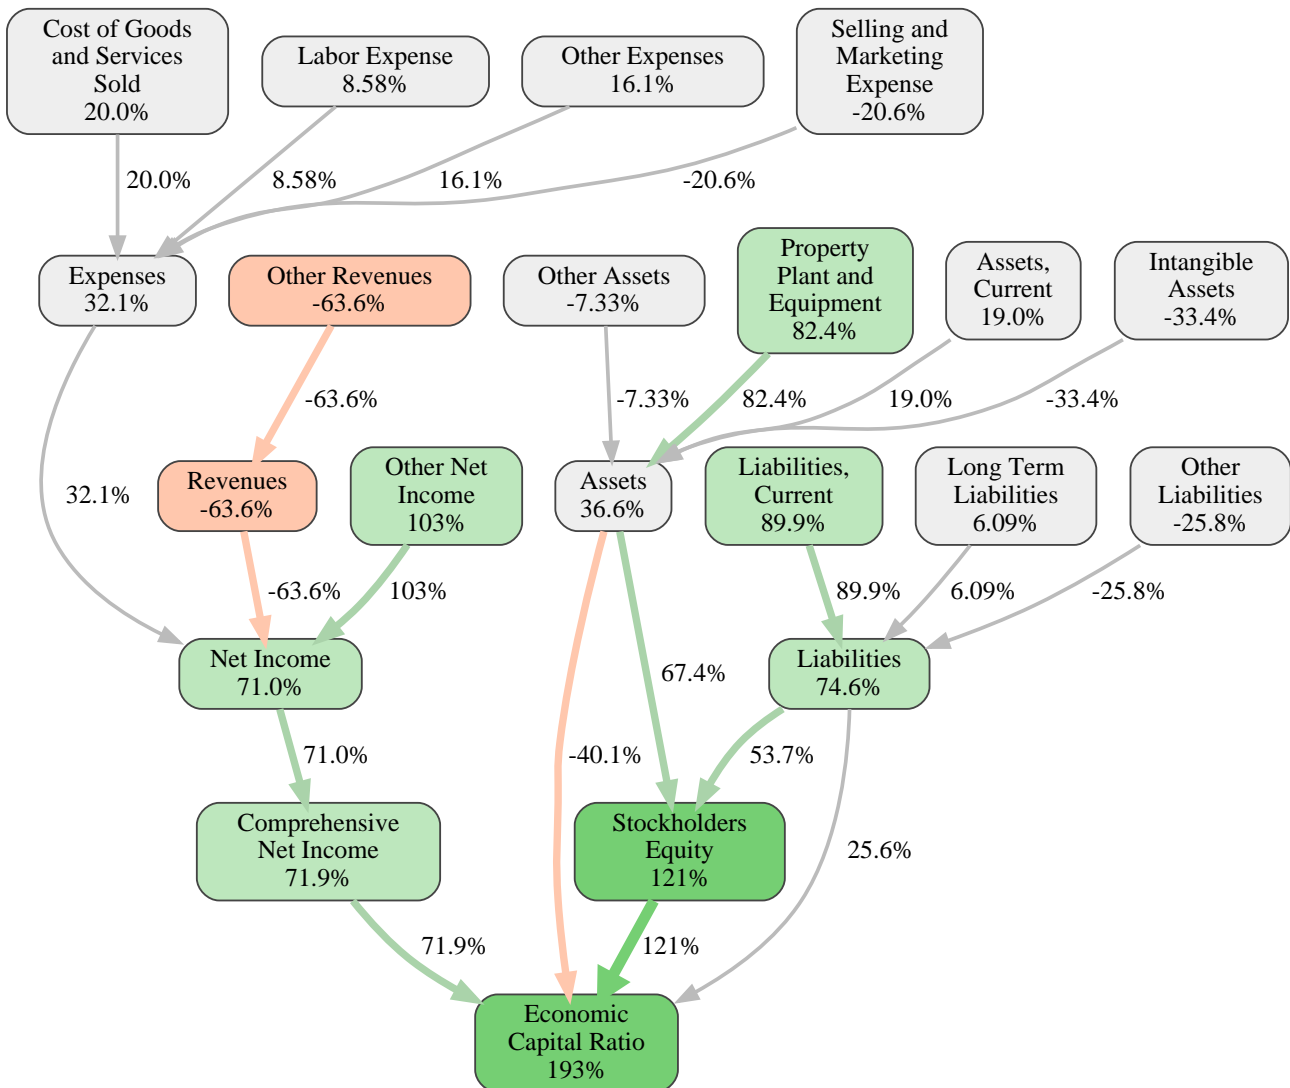 Cost of Goods
and Services
Sold
20.0%
Labor Expense
8.58%
Other Expenses
16.1%
Selling and
Marketing
Expense
-20.6%
20.0%
8.58%
16.1%
-20.6%
Expenses
32.1%
Other Revenues
-63.6%
Other Assets
-7.33%
Property
Plant and
Equipment
82.4%
Assets,
Current
19.0%
Intangible
Assets
-33.4%
-63.6%
-7.33%
82.4%
19.0%
-33.4%
32.1%
Revenues
-63.6%
Other Net
Income
103%
Assets
36.6%
Liabilities,
Current
89.9%
Long Term
Liabilities
6.09%
Other
Liabilities
-25.8%
-63.6%
103%
89.9%
6.09%
-25.8%
Net Income
71.0%
67.4%
Liabilities
74.6%
71.0%
-40.1%
53.7%
Comprehensive
Net Income
71.9%
Stockholders
Equity
121%
25.6%
71.9%
121%
Economic
Capital Ratio
193%